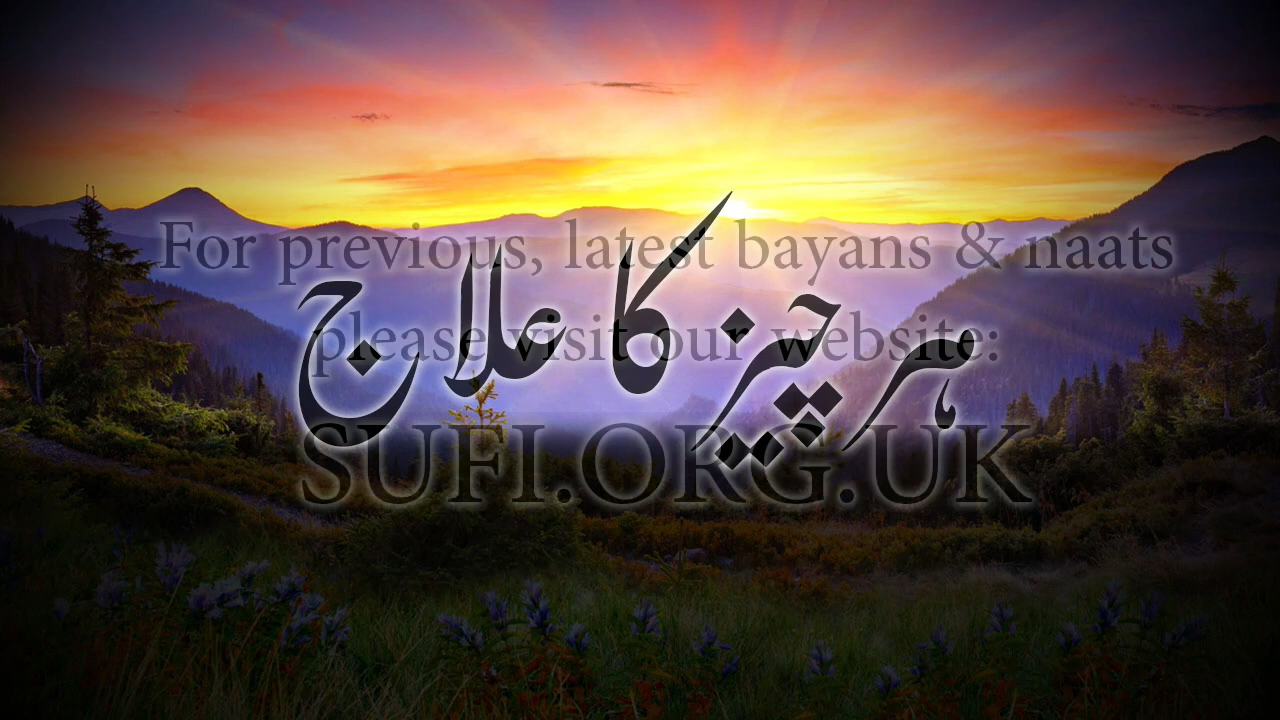 For previous, latest bayans & naats
ہر چیز کا علاج
please visit our website:
SUFI.ORG.UK